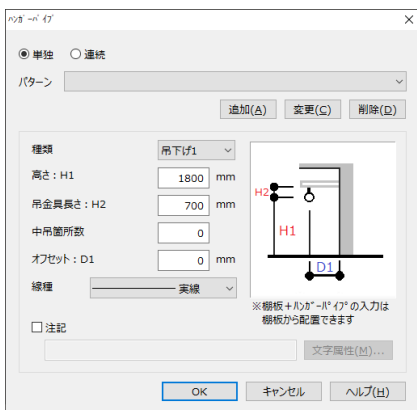 ﾊﾝｶﾞｰﾊﾟｲﾌﾟ
単独 連続
パターン
追加(A) 変更(C) 削除(D)
種類 吊下げ1
高さ：H1 1800 mm
吊金具長さ：H2 700 mm
中吊箇所数 0
オフセット：D1 0 mm
線種 実線
H2
H1
D1
※棚板＋ﾊﾝｶﾞｰﾊﾟｲﾌﾟの入力は
棚板から配置できます
注記
文字属性(M)...
OK キャンセル ヘルプ(H)